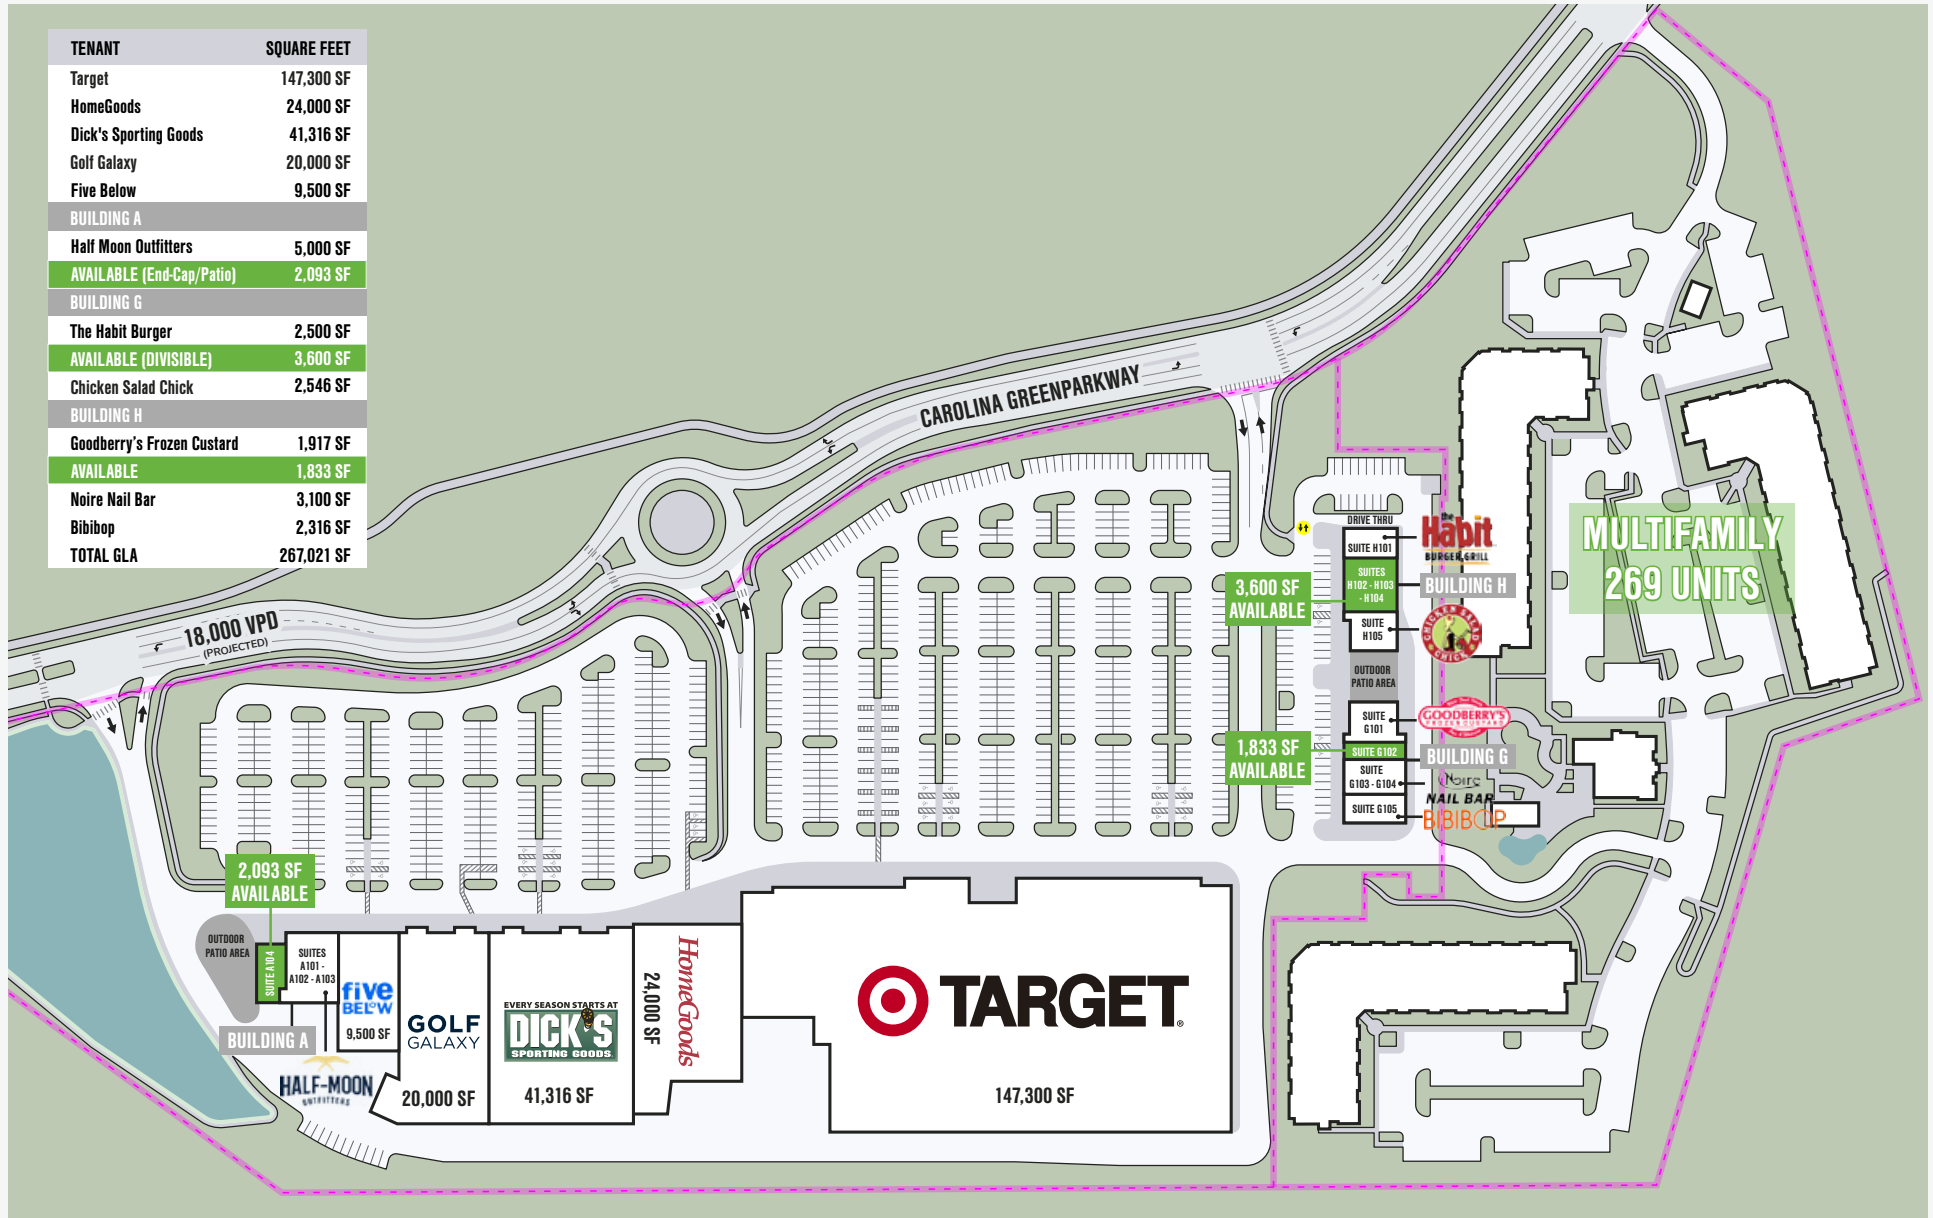 TENANT SQUARE FEET
Target 147,300 SF
HomeGoods 24,000 SF
Dick's Sporting Goods 41,316 SF
Golf Galaxy 20,000 SF
Five Below 9,500 SF
BUILDING A
Half Moon Outfitters 5,000 SF
AVAILABLE (End-Cap/Patio) 2,093 SF
BUILDING G
The Habit Burger 2,500 SF
AVAILABLE (DIVISIBLE) 3,600 SF
Chicken Salad Chick 2,546 SF
BUILDING H
Goodberry's Frozen Custard 1,917 SF
AVAILABLE 1,833 SF
Noire Nail Bar 3,100 SF
Bibibop 2,316 SF
TOTAL GLA 267,021 SF
CAROLINA GREENPARKWAY
18,000 VPD
(PROJECTED)
DRIVE THRU
SUITE H101
the
Habit
BURGER GRILL
SUITES
H102 - H103
- H104
BUILDING H
3,600 SF
AVAILABLE
SUITE
H105
CHICKEN SALAD
CHICK
OUTDOOR
PATIO AREA
SUITE
G101
GOODBERRY'S
FROZEN CUSTARD
SUITE G102
1,833 SF
AVAILABLE
BUILDING G
SUITE
G103 - G104
Noire
NAIL BAR
SUITE G105
BIBIBOP
MULTIFAMILY
269 UNITS
2,093 SF
AVAILABLE
OUTDOOR
PATIO AREA
SUITE A104
SUITES
A101 -
A102 - A103
BUILDING A
HALF-MOON
OUTFITTERS
five
BEL°W
9,500 SF
GOLF
GALAXY
20,000 SF
EVERY SEASON STARTS AT
DICK'S
SPORTING GOODS
41,316 SF
24,000 SF
HomeGoods
TARGET®
147,300 SF